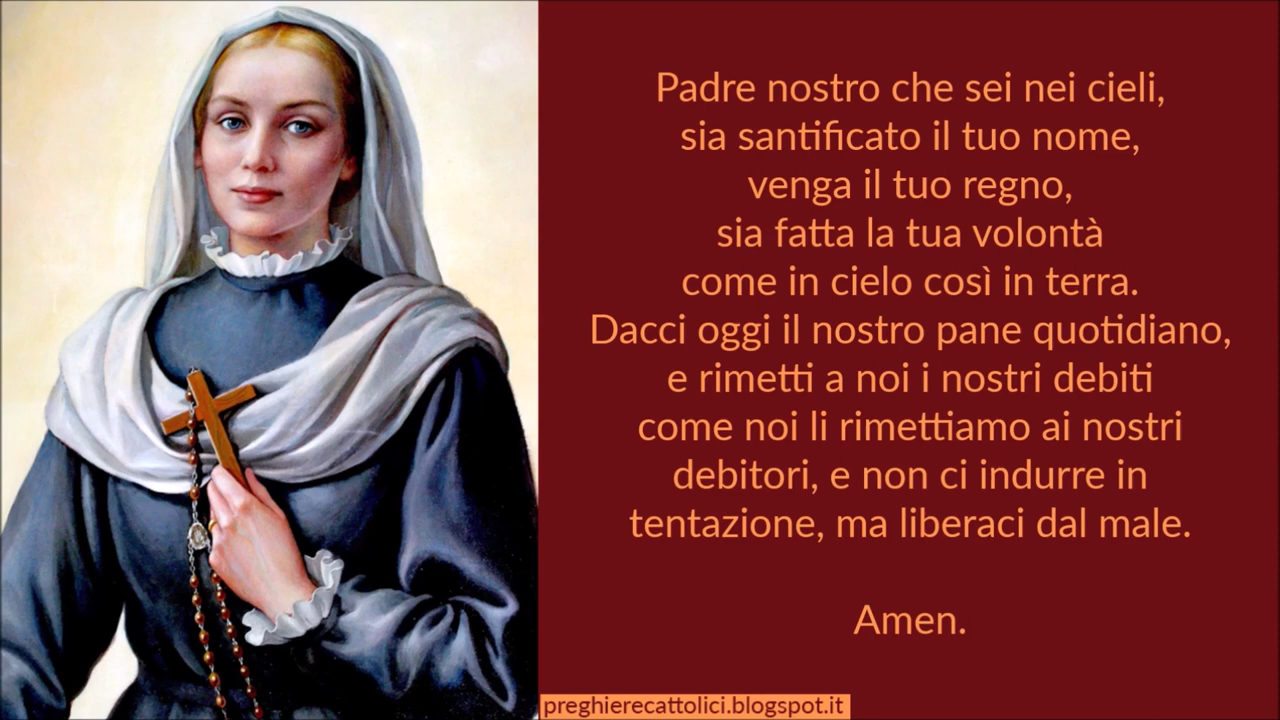 Padre nostro che sei nei cieli,
sia santificato il tuo nome,
venga il tuo regno,
sia fatta la tua volontà
come in cielo così in terra.
Dacci oggi il nostro pane quotidiano,
e rimetti a noi i nostri debiti
come noi li rimettiamo ai nostri
debitori, e non ci indurre in
tentazione, ma liberaci dal male.
Amen.
preghierecattolici.blogspot.it